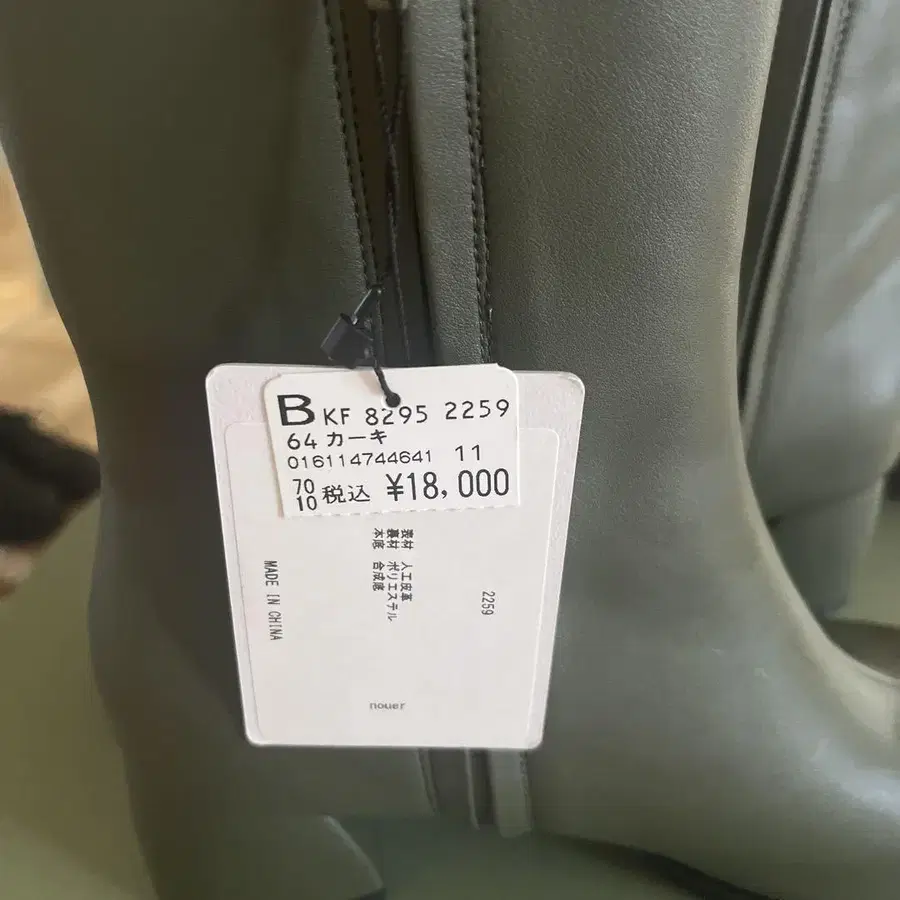 B KF 8295 2259
64 カーキ
016114744641 11
70
10 税込 ¥18,000
表材 人工皮革
裏材 ポリエステル
本底 合成底
2259
MADE IN CHINA
nouer